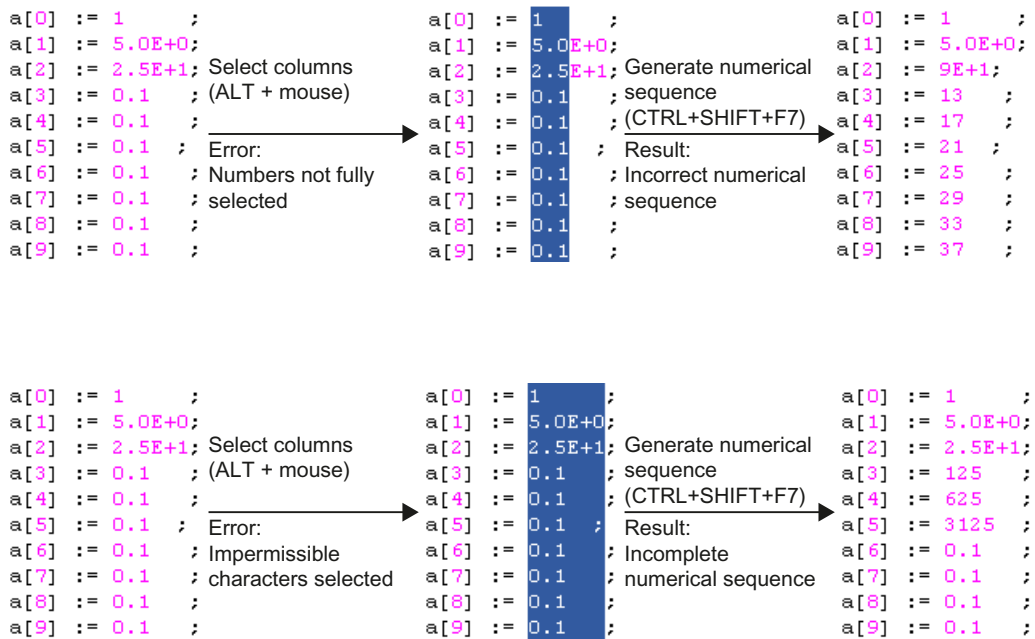 a[0] := 1 ;
a[1] := 5.0E+0;
a[2] := 2.5E+1;
a[3] := 0.1 ;
a[4] := 0.1 ;
a[5] := 0.1 ;
a[6] := 0.1 ;
a[7] := 0.1 ;
a[8] := 0.1 ;
a[9] := 0.1 ;
Select columns
(ALT + mouse)
Error:
Numbers not fully
selected
a[0] := 1 ;
a[1] := 5.0E+0;
a[2] := 2.5E+1;
a[3] := 0.1 ;
a[4] := 0.1 ;
a[5] := 0.1 ;
a[6] := 0.1 ;
a[7] := 0.1 ;
a[8] := 0.1 ;
a[9] := 0.1 ;
Generate numerical
sequence
(CTRL+SHIFT+F7)
Result:
Incorrect numerical
sequence
a[0] := 1 ;
a[1] := 5.0E+0;
a[2] := 9E+1;
a[3] := 13 ;
a[4] := 17 ;
a[5] := 21 ;
a[6] := 25 ;
a[7] := 29 ;
a[8] := 33 ;
a[9] := 37 ;
a[0] := 1 ;
a[1] := 5.0E+0;
a[2] := 2.5E+1;
a[3] := 0.1 ;
a[4] := 0.1 ;
a[5] := 0.1 ;
a[6] := 0.1 ;
a[7] := 0.1 ;
a[8] := 0.1 ;
a[9] := 0.1 ;
Select columns
(ALT + mouse)
Error:
Impermissible
characters selected
a[0] := 1 ;
a[1] := 5.0E+0;
a[2] := 2.5E+1;
a[3] := 0.1 ;
a[4] := 0.1 ;
a[5] := 0.1 ;
a[6] := 0.1 ;
a[7] := 0.1 ;
a[8] := 0.1 ;
a[9] := 0.1 ;
Generate numerical
sequence
(CTRL+SHIFT+F7)
Result:
Incomplete
numerical sequence
a[0] := 1 ;
a[1] := 5.0E+0;
a[2] := 2.5E+1;
a[3] := 125 ;
a[4] := 625 ;
a[5] := 3125 ;
a[6] := 0.1 ;
a[7] := 0.1 ;
a[8] := 0.1 ;
a[9] := 0.1 ;